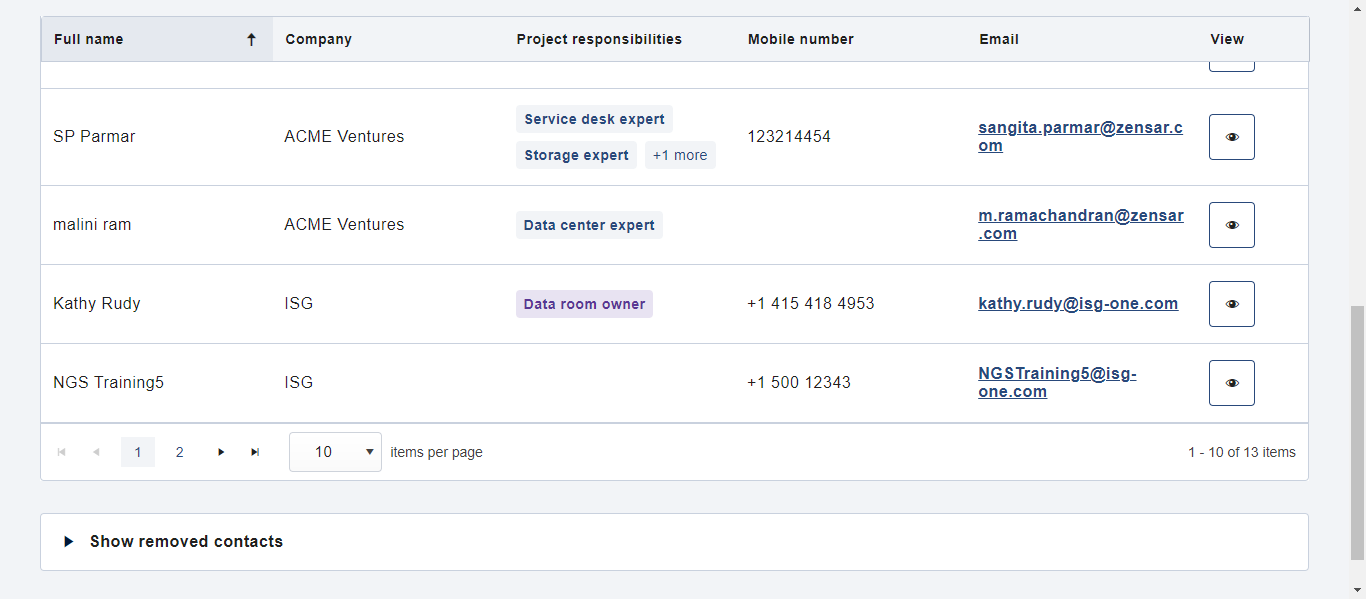 Full name Company Project responsibilities Mobile number Email View
Service desk expert
SP Parmar ACME Ventures 123214454 sangita.parmar@zensar.c
om
Storage expert +1 more
m.ramachandran@zensar
malini ram ACME Ventures Data center expert
.com
Kathy Rudy ISG Data room owner +1 415 418 4953 kathy.rudy@isg-one.com
NGSTraining5@isg-
NGS Training5 ISG +1 500 12343
one.com
1 2 10 items per page 1 - 10 of 13 items
Show removed contacts